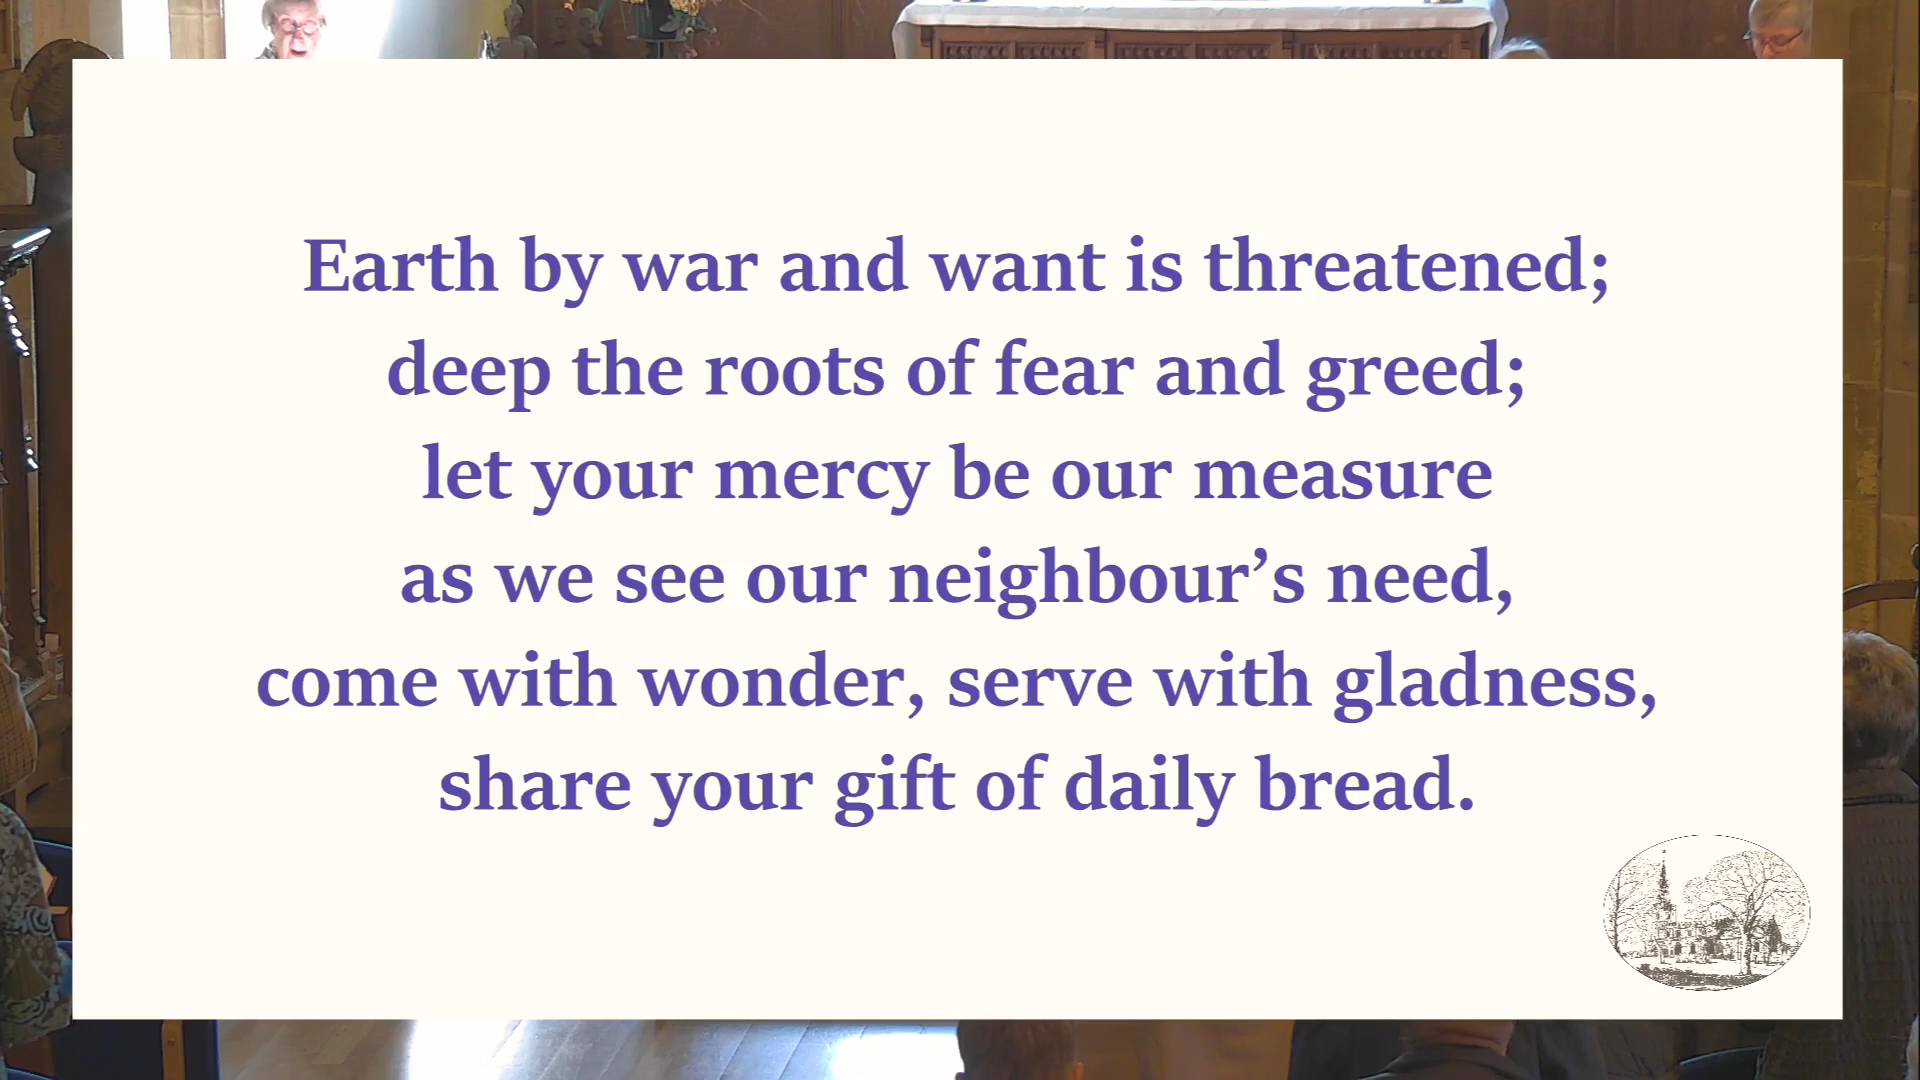 Earth by war and want is threatened;
deep the roots of fear and greed;
let your mercy be our measure
as we see our neighbour’s need,
come with wonder, serve with gladness,
share your gift of daily bread.